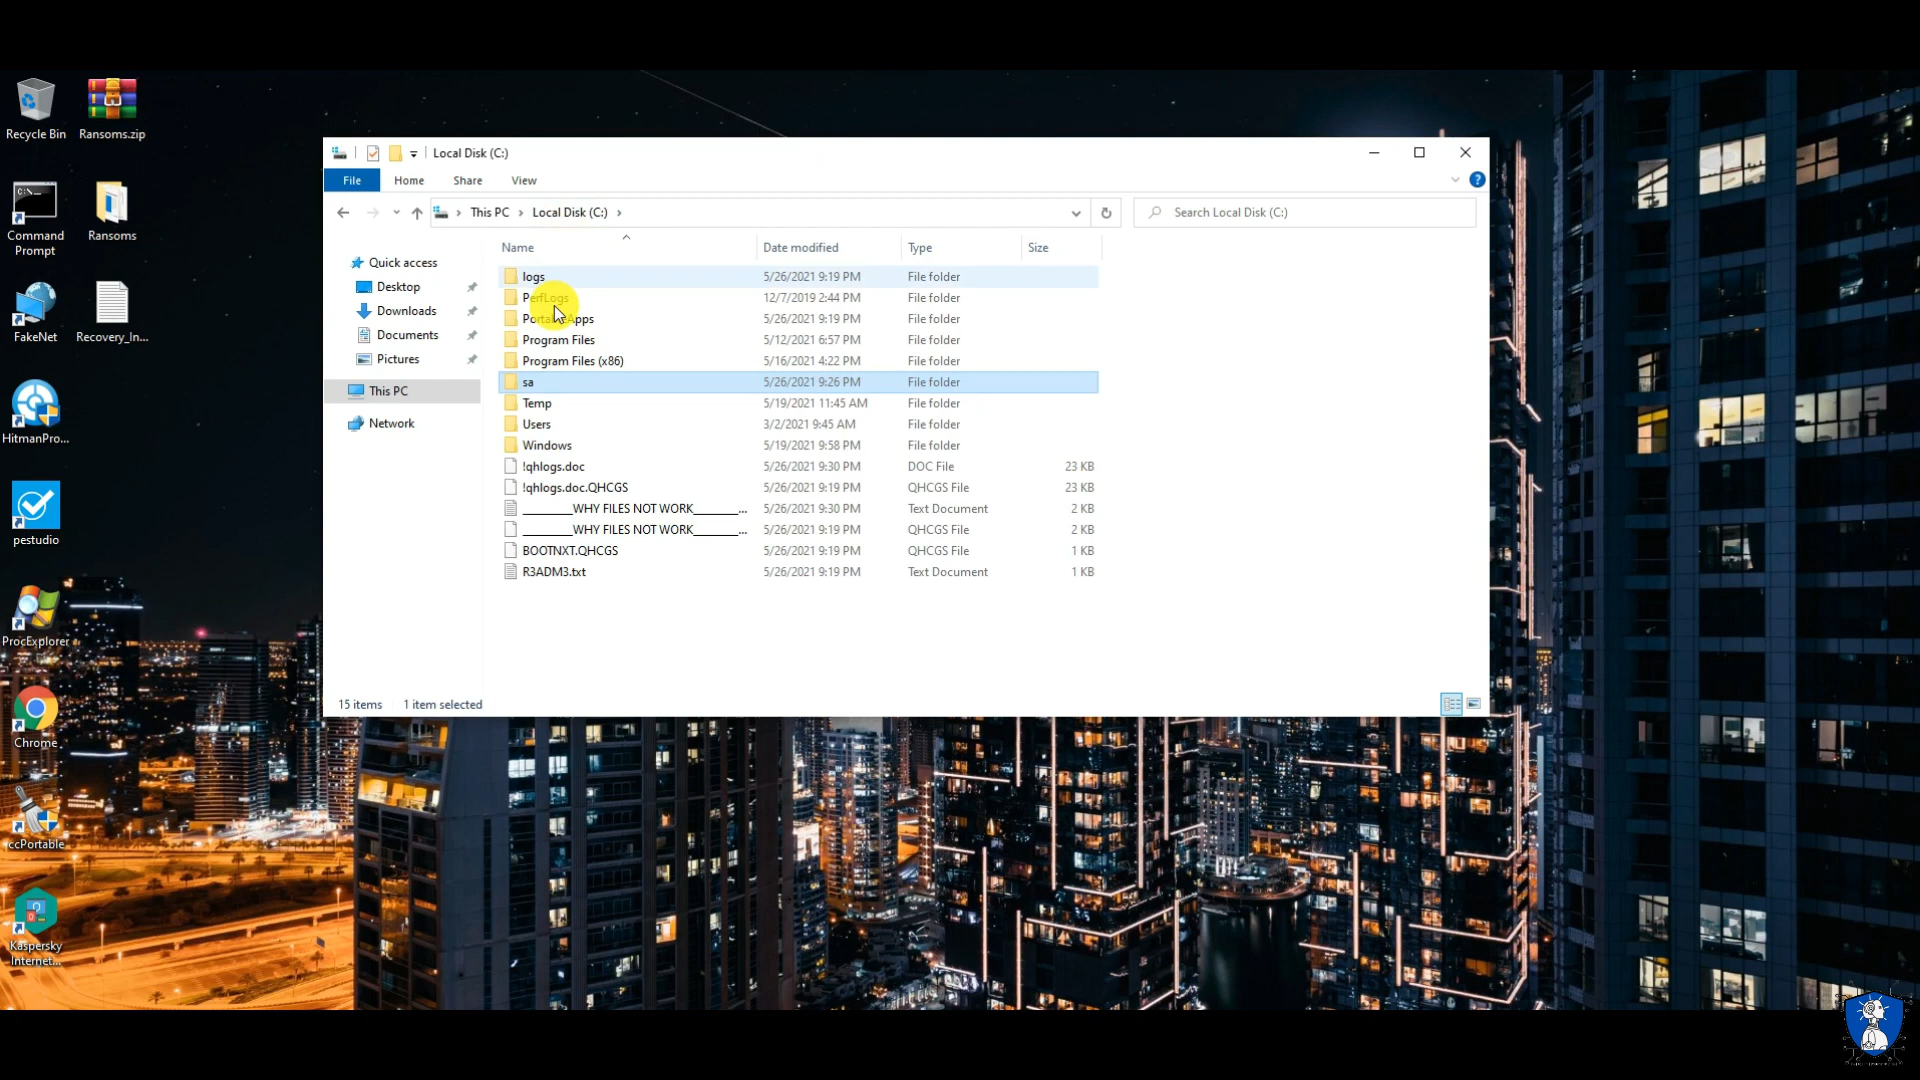 Recycle Bin
Ransoms.zip
Command
Prompt
Ransoms
FakeNet
Recovery_In...
HitmanPro...
pestudio
ProcExplorer
Chrome
ccPortable
Kaspersky
Internet...
Local Disk (C:)
File
Home
Share
View
This PC
Local Disk (C:)
Search Local Disk (C:)
Quick access
Desktop
Downloads
Documents
Pictures
This PC
Network
Name Date modified Type Size
logs 5/26/2021 9:19 PM File folder
PerfLogs 12/7/2019 2:44 PM File folder
PortableApps 5/26/2021 9:19 PM File folder
Program Files 5/12/2021 6:57 PM File folder
Program Files (x86) 5/16/2021 4:22 PM File folder
sa 5/26/2021 9:26 PM File folder
Temp 5/19/2021 11:45 AM File folder
Users 3/2/2021 9:45 AM File folder
Windows 5/19/2021 9:58 PM File folder
!qhlogs.doc 5/26/2021 9:30 PM DOC File 23 KB
!qhlogs.doc.QHCGS 5/26/2021 9:19 PM QHCGS File 23 KB
________WHY FILES NOT WORK_______... 5/26/2021 9:30 PM Text Document 2 KB
________WHY FILES NOT WORK_______... 5/26/2021 9:19 PM QHCGS File 2 KB
BOOTNXT.QHCGS 5/26/2021 9:19 PM QHCGS File 1 KB
R3ADM3.txt 5/26/2021 9:19 PM Text Document 1 KB
15 items 1 item selected